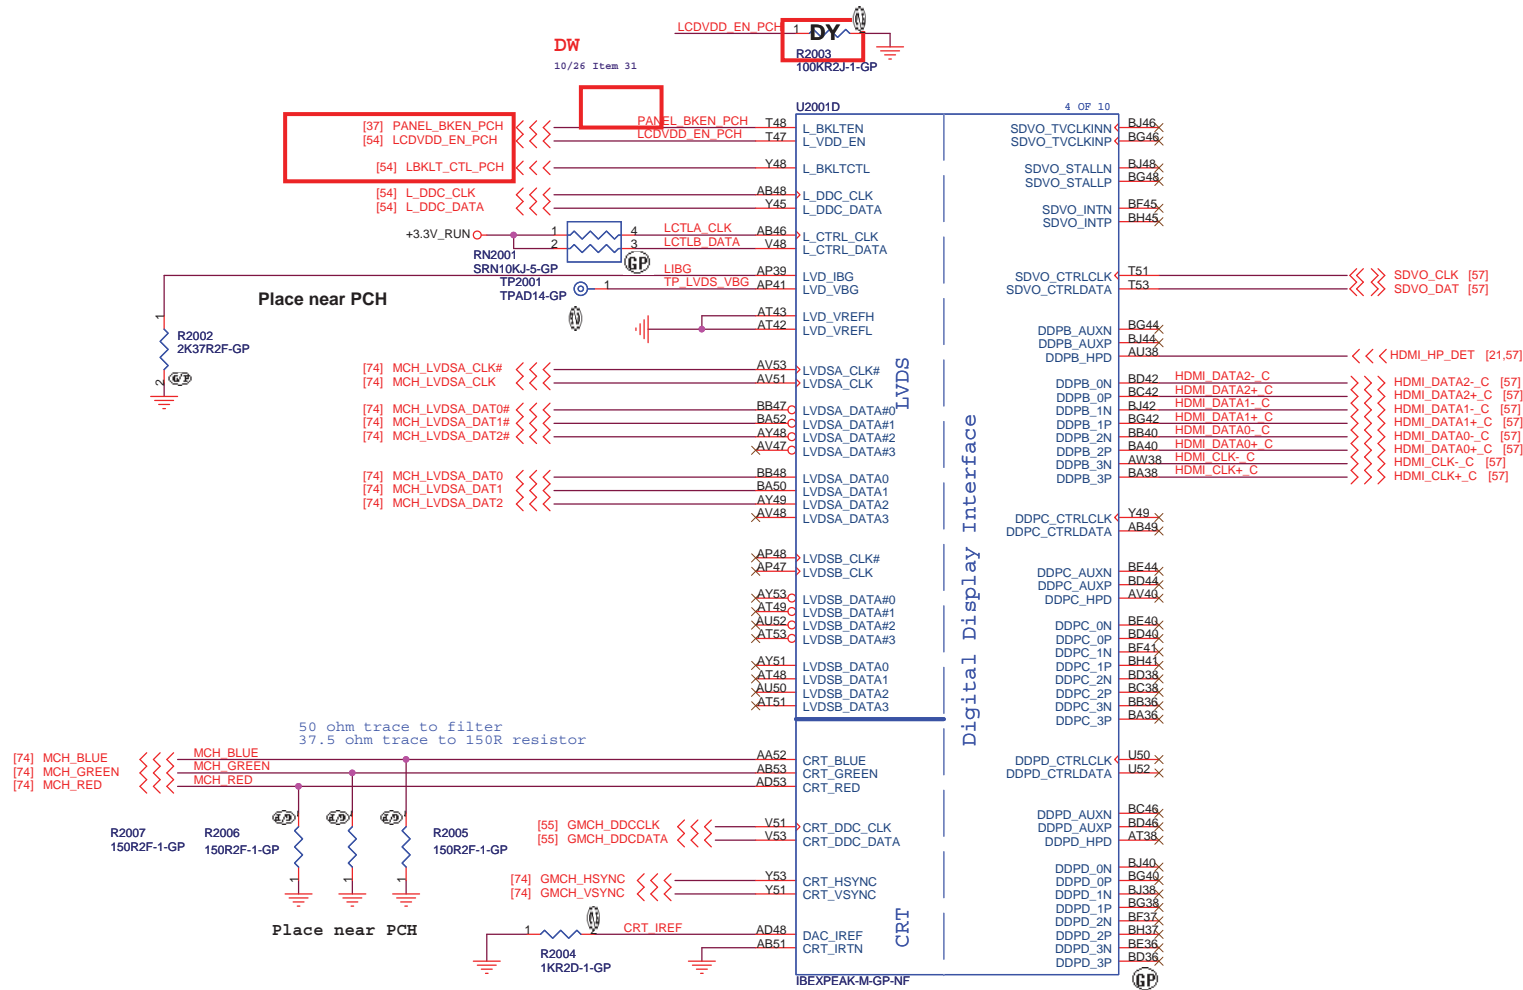 LCDVDD_EN_PCH 1 DY
R2003
100KR2J-1-GP
DW
10/26 Item 31
U2001D 4 OF 10
[37] PANEL_BKEN_PCH PANEL_BKEN_PCH T48 L_BKLTEN
[54] LCDVDD_EN_PCH LCDVDD_EN_PCH T47 L_VDD_EN
[54] LBKLT_CTL_PCH Y48 L_BKLTCTL
[54] L_DDC_CLK AB48 L_DDC_CLK
[54] L_DDC_DATA Y45 L_DDC_DATA
+3.3V_RUN 1 4 LCTLA_CLK AB46 L_CTRL_CLK
2 3 LCTLB_DATA V48 L_CTRL_DATA
RN2001
SRN10KJ-5-GP
GP
LIBG AP39 LVD_IBG
TP2001
TPAD14-GP
1 TP_LVDS_VBG AP41 LVD_VBG
Place near PCH
AT43 LVD_VREFH
AT42 LVD_VREFL
1
R2002
2K37R2F-GP
2
[74] MCH_LVDSA_CLK# AV53 LVDSA_CLK#
[74] MCH_LVDSA_CLK AV51 LVDSA_CLK
[74] MCH_LVDSA_DAT0# BB47 LVDSA_DATA#0
[74] MCH_LVDSA_DAT1# BA52 LVDSA_DATA#1
[74] MCH_LVDSA_DAT2# AY48 LVDSA_DATA#2
AV47 LVDSA_DATA#3
[74] MCH_LVDSA_DAT0 BB48 LVDSA_DATA0
[74] MCH_LVDSA_DAT1 BA50 LVDSA_DATA1
[74] MCH_LVDSA_DAT2 AY49 LVDSA_DATA2
AV48 LVDSA_DATA3
AP48 LVDSB_CLK#
AP47 LVDSB_CLK
AY53 LVDSB_DATA#0
AT49 LVDSB_DATA#1
AU52 LVDSB_DATA#2
AT53 LVDSB_DATA#3
AY51 LVDSB_DATA0
AT48 LVDSB_DATA1
AU50 LVDSB_DATA2
AT51 LVDSB_DATA3
LVDS
50 ohm trace to filter
37.5 ohm trace to 150R resistor
[74] MCH_BLUE MCH_BLUE AA52 CRT_BLUE
[74] MCH_GREEN MCH_GREEN AB53 CRT_GREEN
[74] MCH_RED MCH_RED AD53 CRT_RED
R2007
150R2F-1-GP
R2006
150R2F-1-GP
R2005
150R2F-1-GP
1 1 1
Place near PCH
[55] GMCH_DDCCLK V51 CRT_DDC_CLK
[55] GMCH_DDCDATA V53 CRT_DDC_DATA
[74] GMCH_HSYNC Y53 CRT_HSYNC
[74] GMCH_VSYNC Y51 CRT_VSYNC
1 2 CRT_IREF AD48 DAC_IREF
R2004
1KR2D-1-GP
AB51 CRT_IRTN
CRT
IBEXPEAK-M-GP-NF
Digital Display Interface
SDVO_TVCLKINN BJ46
SDVO_TVCLKINP BG46
SDVO_STALLN BJ48
SDVO_STALLP BG48
SDVO_INTN BF45
SDVO_INTP BH45
SDVO_CTRLCLK T51 SDVO_CLK [57]
SDVO_CTRLDATA T53 SDVO_DAT [57]
DDPB_AUXN BG44
DDPB_AUXP BJ44
DDPB_HPD AU38 HDMI_HP_DET [21,57]
DDPB_0N BD42 HDMI_DATA2-_C HDMI_DATA2-_C [57]
DDPB_0P BC42 HDMI_DATA2+_C HDMI_DATA2+_C [57]
DDPB_1N BJ42 HDMI_DATA1-_C HDMI_DATA1-_C [57]
DDPB_1P BG42 HDMI_DATA1+_C HDMI_DATA1+_C [57]
DDPB_2N BB40 HDMI_DATA0-_C HDMI_DATA0-_C [57]
DDPB_2P BA40 HDMI_DATA0+_C HDMI_DATA0+_C [57]
DDPB_3N AW38 HDMI_CLK-_C HDMI_CLK-_C [57]
DDPB_3P BA38 HDMI_CLK+_C HDMI_CLK+_C [57]
DDPC_CTRLCLK Y49
DDPC_CTRLDATA AB49
DDPC_AUXN BE44
DDPC_AUXP BD44
DDPC_HPD AV40
DDPC_0N BE40
DDPC_0P BD40
DDPC_1N BF41
DDPC_1P BH41
DDPC_2N BD38
DDPC_2P BC38
DDPC_3N BB36
DDPC_3P BA36
DDPD_CTRLCLK U50
DDPD_CTRLDATA U52
DDPD_AUXN BC46
DDPD_AUXP BD46
DDPD_HPD AT38
DDPD_0N BJ40
DDPD_0P BG40
DDPD_1N BJ38
DDPD_1P BG38
DDPD_2N BF37
DDPD_2P BH37
DDPD_3N BE36
DDPD_3P BD36
GP